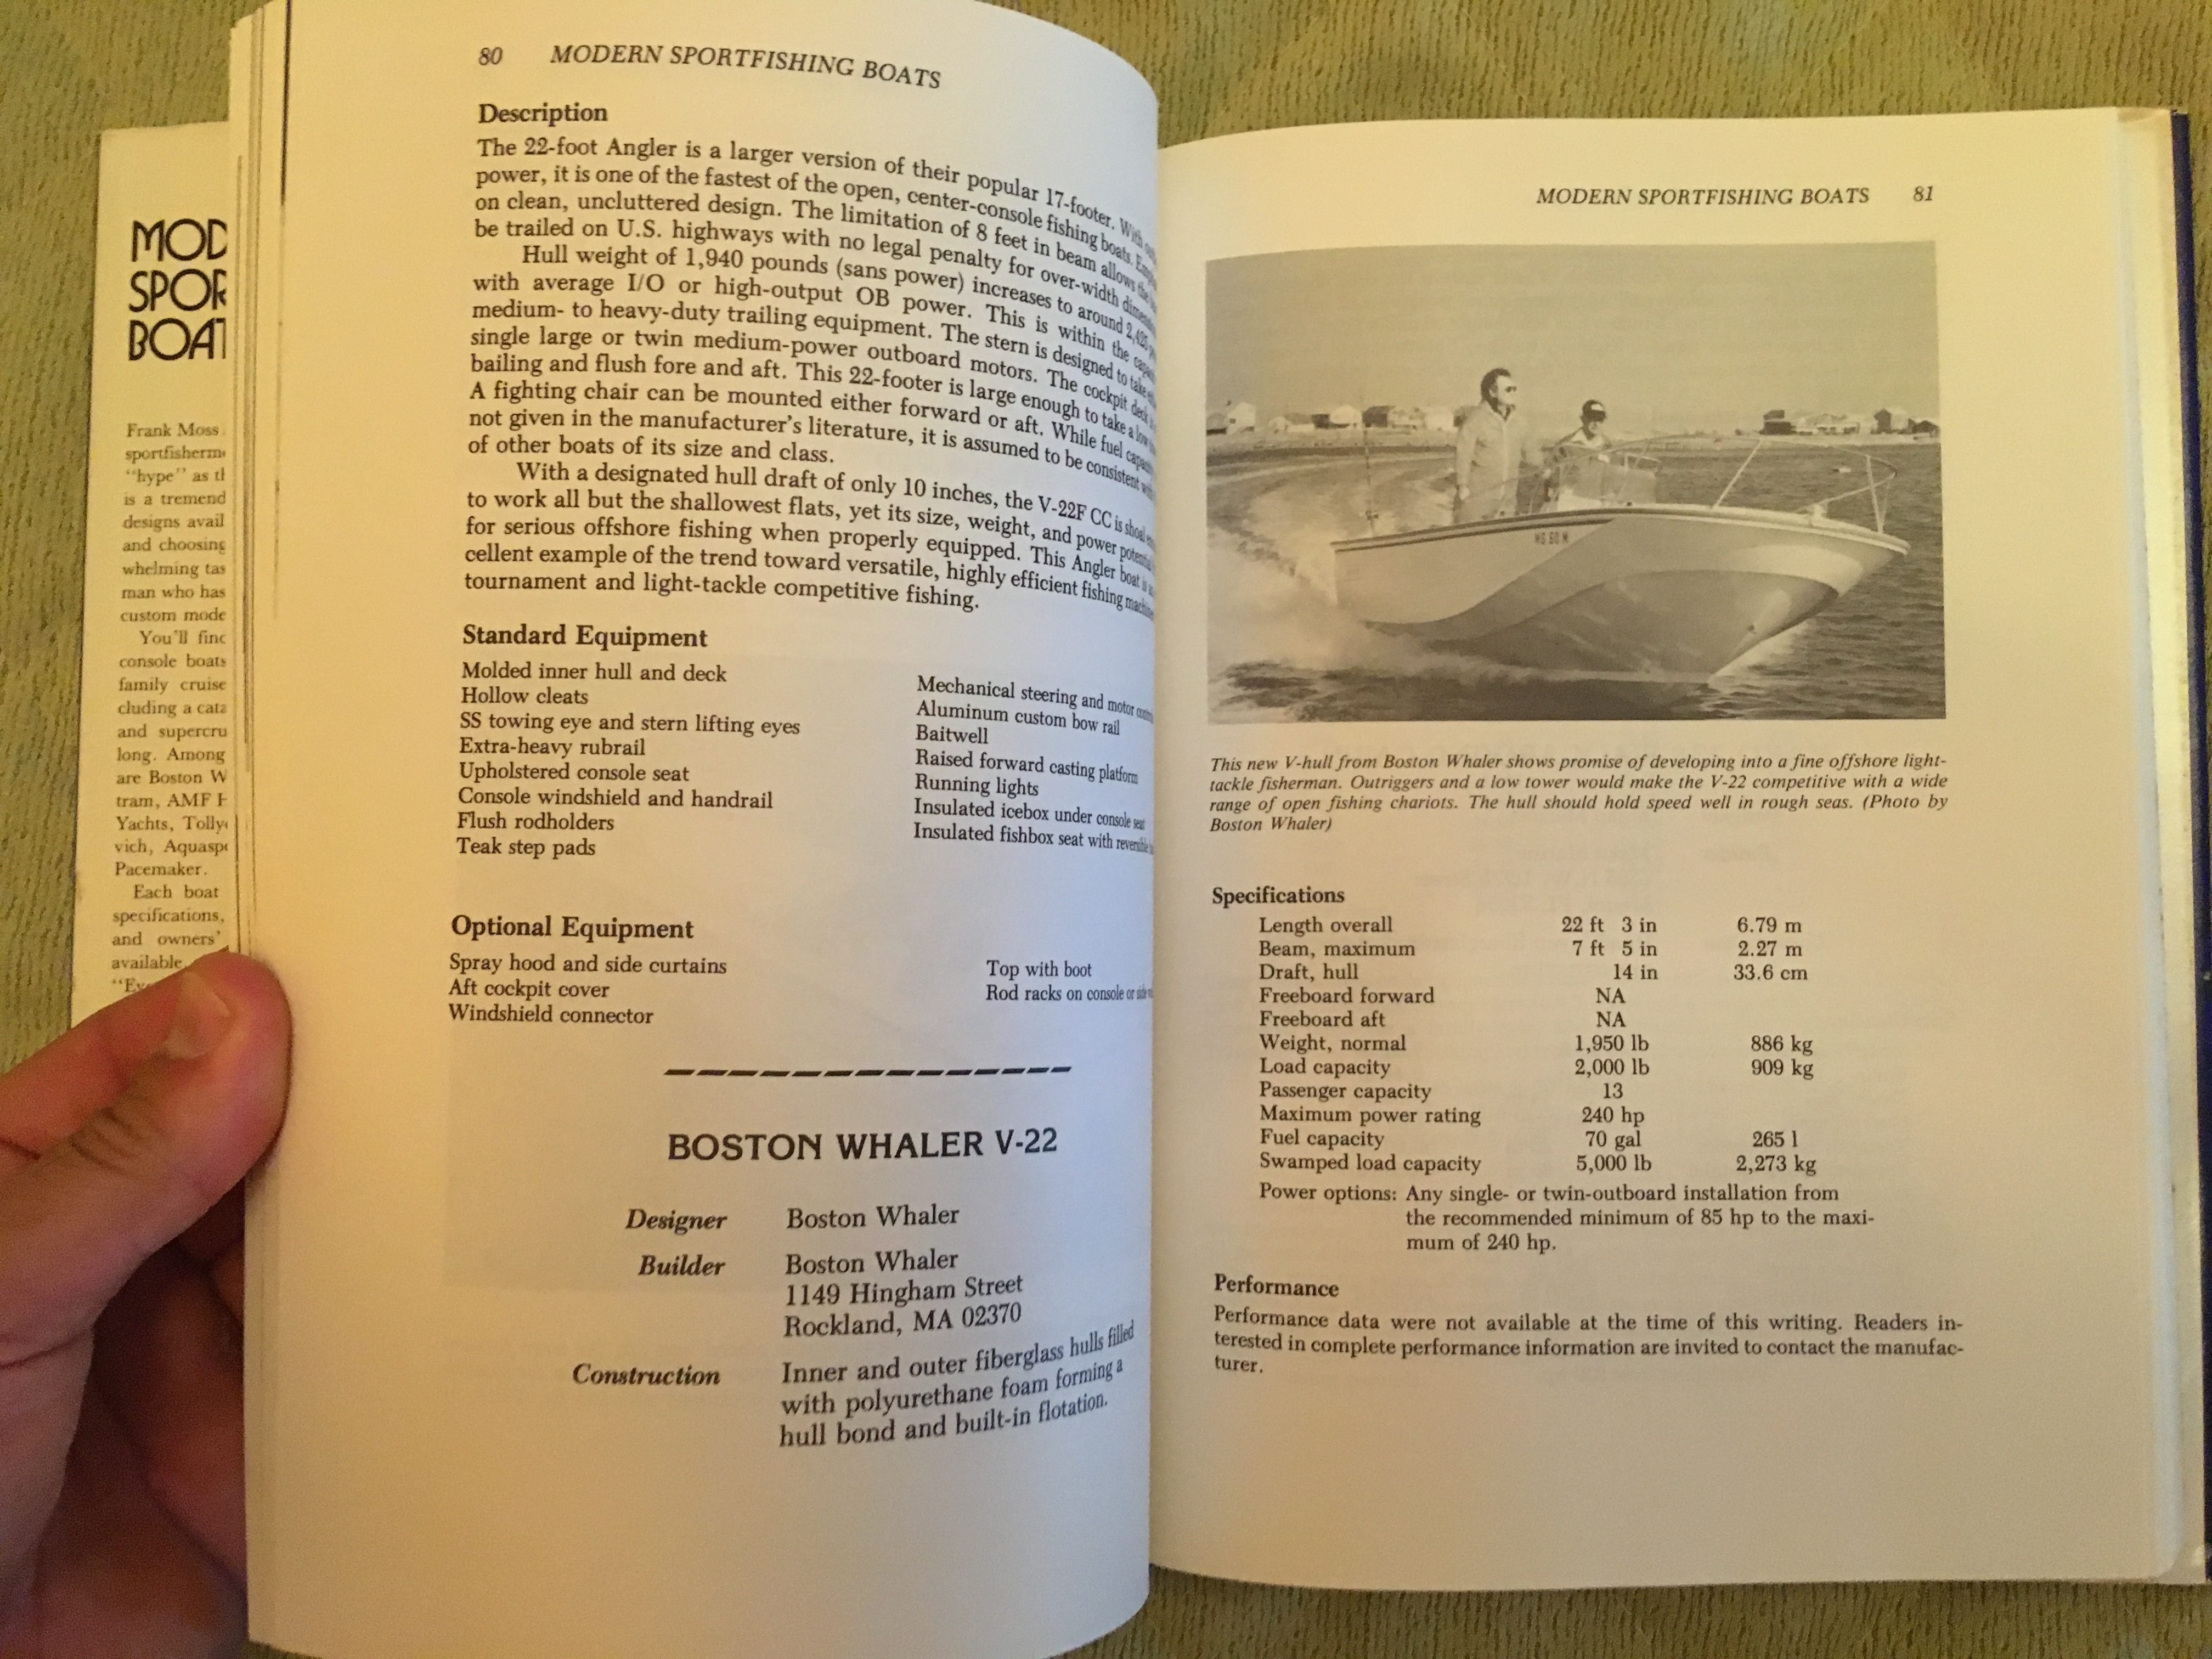 MOD
SPOR
BOAT
Frank Moss
sportfisherm
"hype" as th
is a tremend
designs avail
and choosing
whelming tas
man who has
custom mode
You'll find
console boats
family cruise
cluding a cata
and supercru
long. Among
are Boston W
tram, AMF H
Yachts, Tolly
vich, Aquaspo
Pacemaker.
Each boat
specifications,
and owners'
available.
80 MODERN SPORTFISHING BOATS
Description
The 22-foot Angler is a larger version of their popular 17-footer. With
power, it is one of the fastest of the open, center-console fishing boats.
on clean, uncluttered design. The limitation of 8 feet in beam allows the
be trailed on U.S. highways with no legal penalty for over-width
Hull weight of 1,940 pounds (sans power) increases to around
with average I/O or high-output OB power. This is within the
medium- to heavy-duty trailing equipment. The stern is designed to take
single large or twin medium-power outboard motors. The cockpit deck
bailing and flush fore and aft. This 22-footer is large enough to take a low
A fighting chair can be mounted either forward or aft. While fuel
not given in the manufacturer's literature, it is assumed to be consistent
of other boats of its size and class.
With a designated hull draft of only 10 inches, the V-22F CC is shoal
to work all but the shallowest flats, yet its size, weight, and power
for serious offshore fishing when properly equipped. This Angler boat is
cellent example of the trend toward versatile, highly efficient fishing
tournament and light-tackle competitive fishing.
Standard Equipment
Molded inner hull and deck
Hollow cleats
SS towing eye and stern lifting eyes
Extra-heavy rubrail
Upholstered console seat
Console windshield and handrail
Flush rodholders
Teak step pads
Mechanical steering and motor
Aluminum custom bow rail
Baitwell
Raised forward casting platform
Running lights
Insulated icebox under console seat
Insulated fishbox seat with reversible
Optional Equipment
Spray hood and side curtains
Aft cockpit cover
Windshield connector
Top with boot
Rod racks on console or
BOSTON WHALER V-22
Designer Boston Whaler
Builder Boston Whaler
1149 Hingham Street
Rockland, MA 02370
Construction Inner and outer fiberglass hulls filled
with polyurethane foam forming a
hull bond and built-in flotation.
MODERN SPORTFISHING BOATS 81
This new V-hull from Boston Whaler shows promise of developing into a fine offshore light-
tackle fisherman. Outriggers and a low tower would make the V-22 competitive with a wide
range of open fishing chariots. The hull should hold speed well in rough seas. (Photo by
Boston Whaler)
Specifications
Length overall 22 ft 3 in 6.79 m
Beam, maximum 7 ft 5 in 2.27 m
Draft, hull 14 in 33.6 cm
Freeboard forward NA
Freeboard aft NA
Weight, normal 1,950 lb 886 kg
Load capacity 2,000 lb 909 kg
Passenger capacity 13
Maximum power rating 240 hp
Fuel capacity 70 gal 265 l
Swamped load capacity 5,000 lb 2,273 kg
Power options: Any single- or twin-outboard installation from
the recommended minimum of 85 hp to the maxi-
mum of 240 hp.
Performance
Performance data were not available at the time of this writing. Readers in-
terested in complete performance information are invited to contact the manufac-
turer.